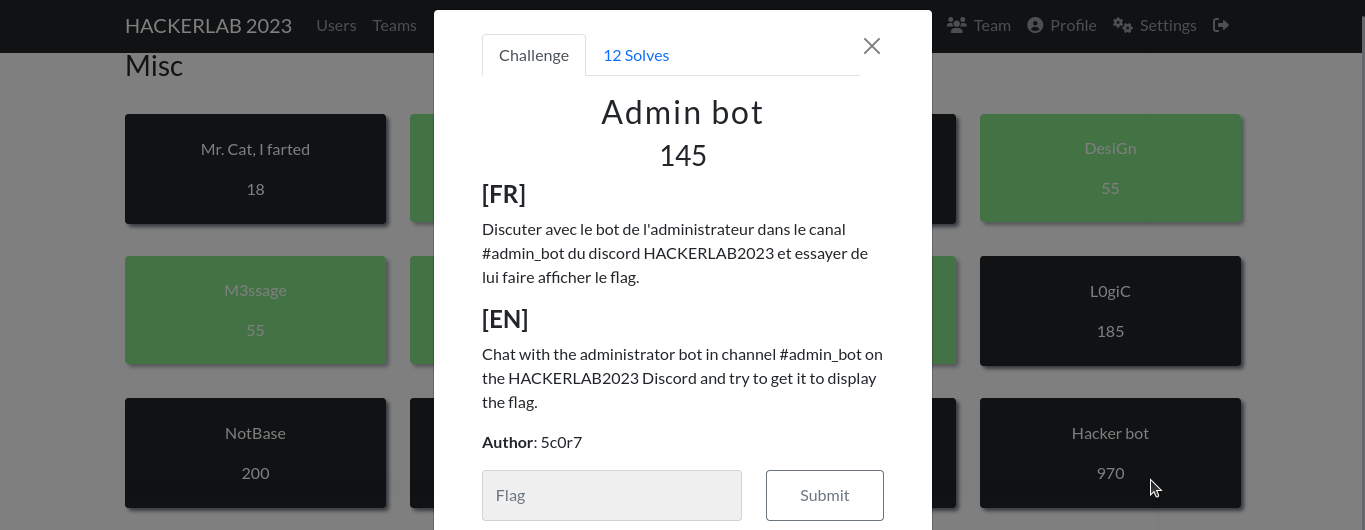 HACKERLAB 2023 Users Teams Team Profile Settings
Misc
Challenge 12 Solves
Admin bot
145
[FR]
Discuter avec le bot de l'administrateur dans le canal
#admin_bot du discord HACKERLAB2023 et essayer de
lui faire afficher le flag.
[EN]
Chat with the administrator bot in channel #admin_bot on
the HACKERLAB2023 Discord and try to get it to display
the flag.
Author: 5c0r7
Flag Submit
Mr. Cat, I farted
18
DesiGn
55
M3ssage
55
L0giC
185
NotBase
200
Hacker bot
970